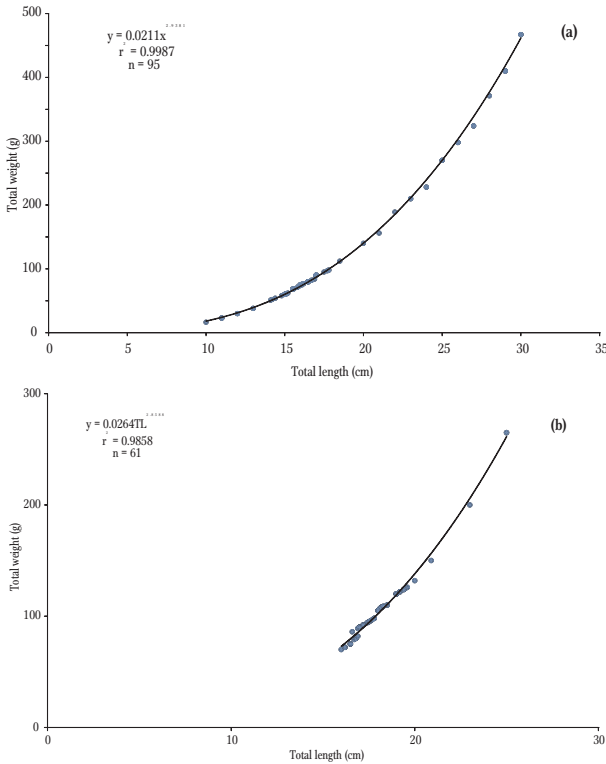 500
400
300
200
100
0
Total weight (g)
y = 0.0211x
r² = 0.9987
n = 95
(a)
0 5 10 15 20 25 30 35
Total length (cm)
300
200
100
0
Total weight (g)
y = 0.0264TL
r² = 0.9858
n = 61
(b)
0 10 20 30
Total length (cm)